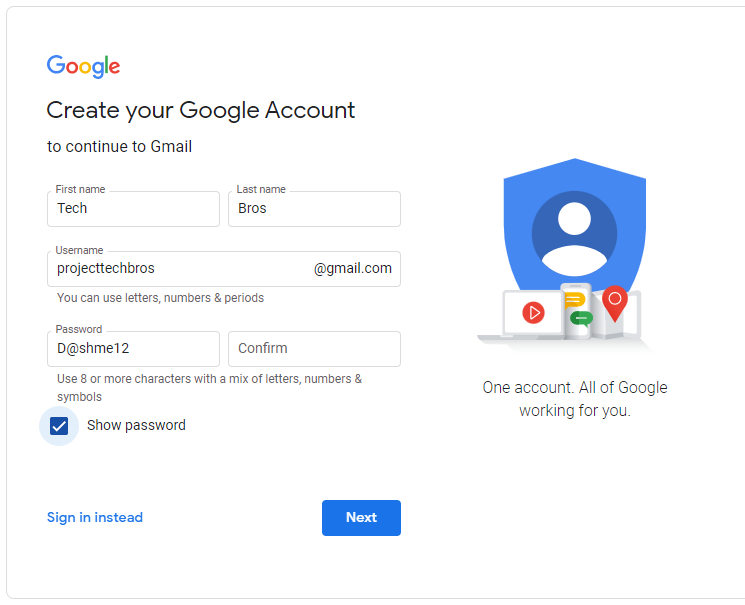 Google
Create your Google Account
to continue to Gmail
First name
Last name
Tech
Bros
Username
projecttechbros
@gmail.com
You can use letters, numbers & periods
Password
D@shme12
Confirm
Use 8 or more characters with a mix of letters, numbers &
symbols
Show password
One account. All of Google
working for you.
Sign in instead
Next